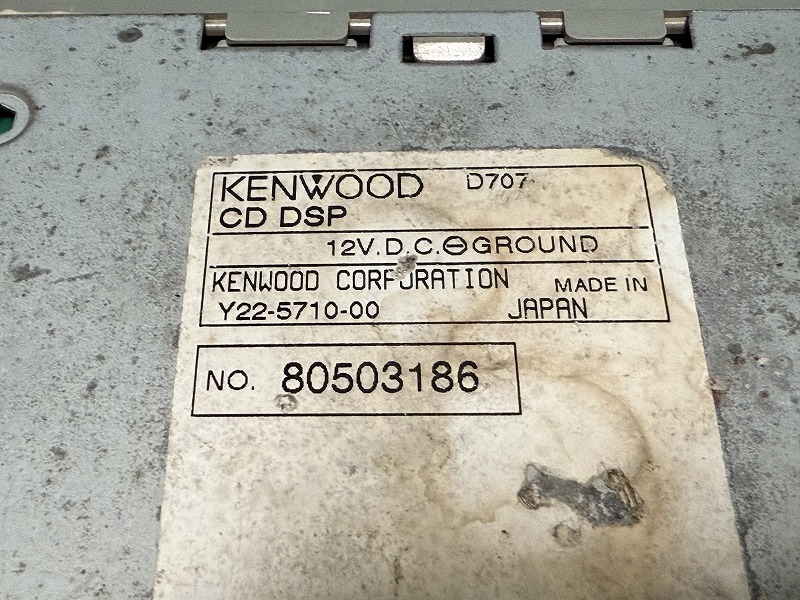 KENWOOD D707
CD DSP
12V.D.C.⊖GROUND
KENWOOD CORPORATION MADE IN
Y22-5710-00 JAPAN
NO. 80503186